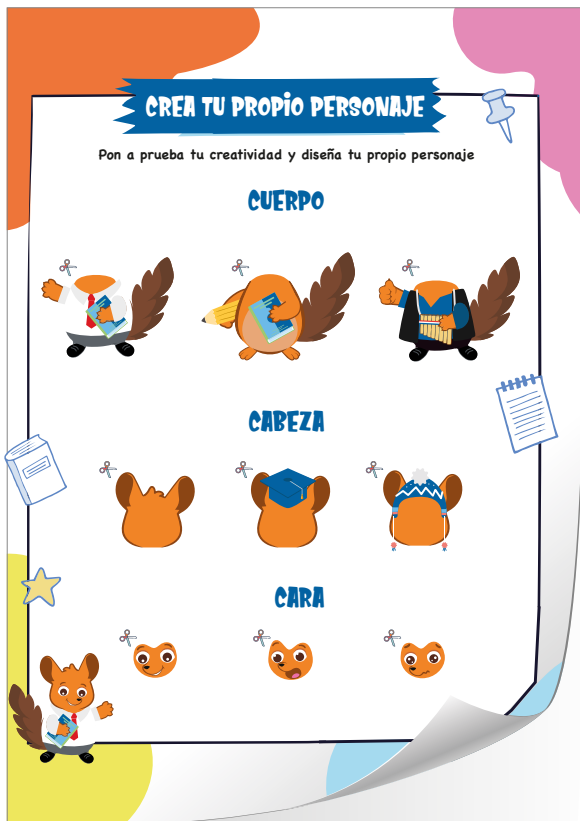 CREA TU PROPIO PERSONAJE
Pon a prueba tu creatividad y diseña tu propio personaje
CUERPO
CABEZA
CARA